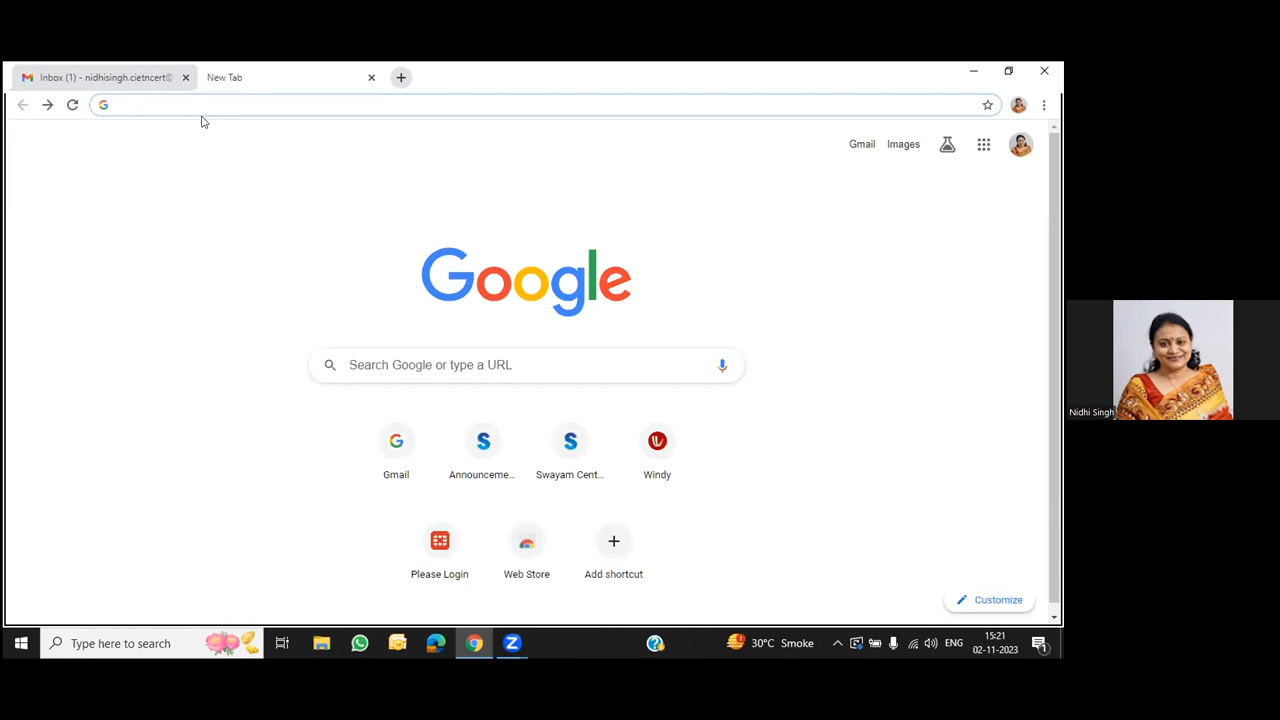 Inbox (1) - nidhisingh.cietncert@
New Tab
Gmail Images
Google
Search Google or type a URL
Gmail Announceme... Swayam Cent... Windy
Please Login Web Store Add shortcut
Customize
Nidhi Singh
Type here to search
30°C Smoke
ENG
15:21
02-11-2023
1